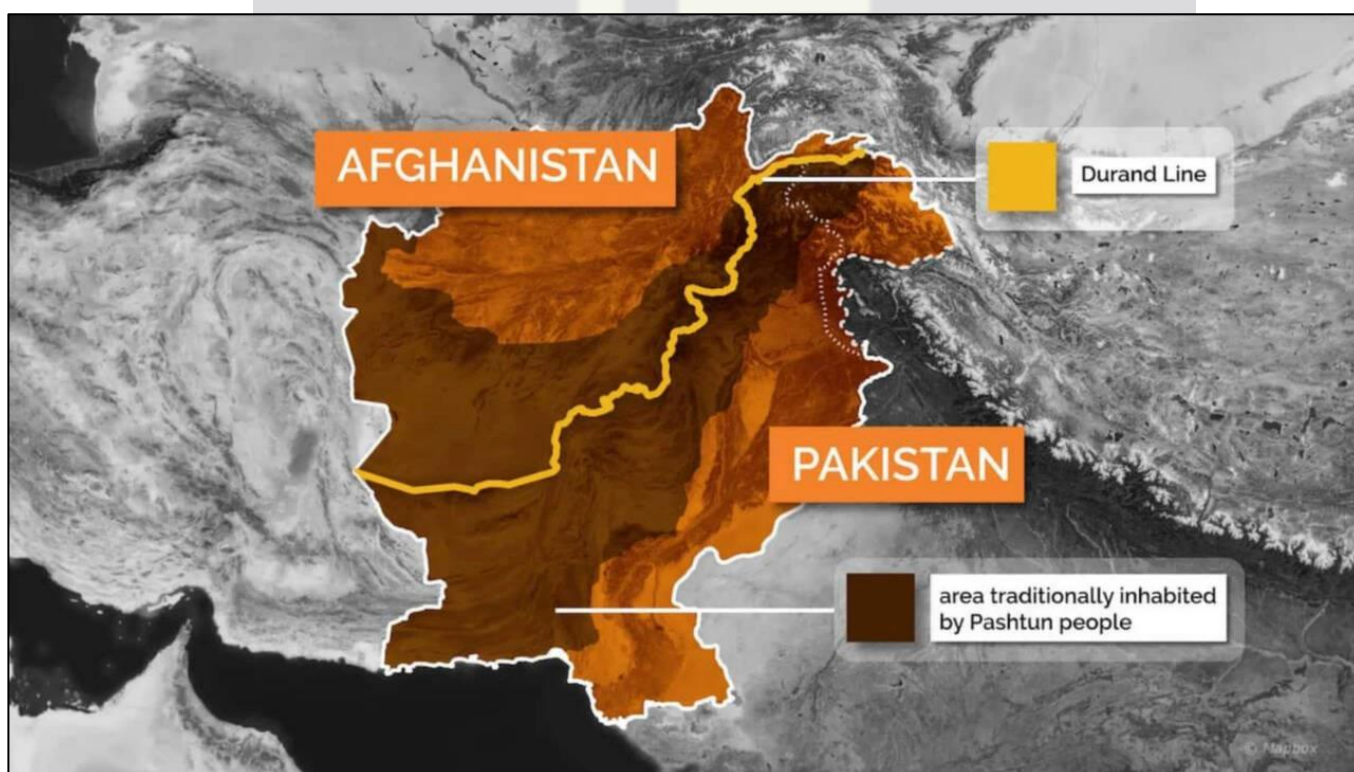 AFGHANISTAN
Durand Line
PAKISTAN
area traditionally inhabited
by Pashtun people
© Mapbox